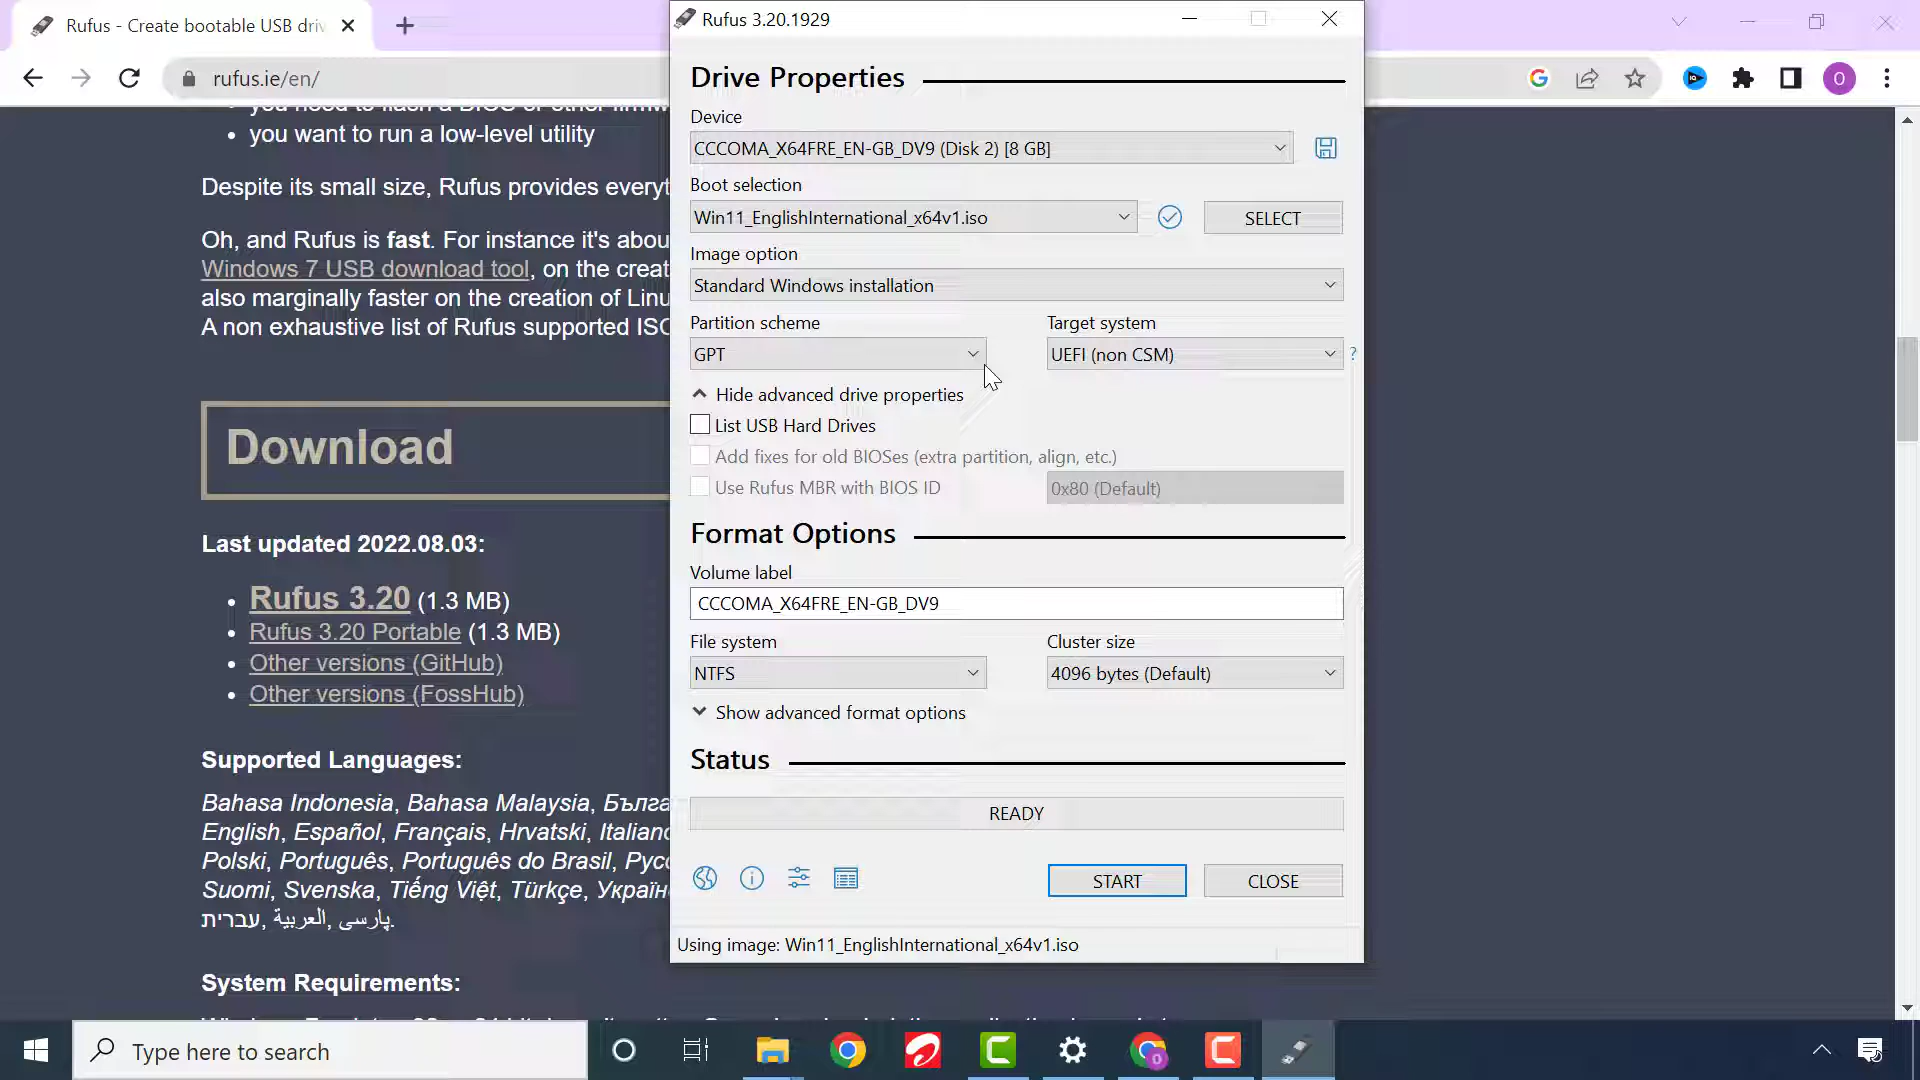 Rufus - Create bootable USB driv
rufus.ie/en/
you want to run a low-level utility
Despite its small size, Rufus provides everyt
Oh, and Rufus is fast. For instance it's abou
Windows 7 USB download tool, on the creat
also marginally faster on the creation of Linu
A non exhaustive list of Rufus supported ISO
Download
Last updated 2022.08.03:
Rufus 3.20 (1.3 MB)
Rufus 3.20 Portable (1.3 MB)
Other versions (GitHub)
Other versions (FossHub)
Supported Languages:
Bahasa Indonesia, Bahasa Malaysia, Бълга
English, Español, Français, Hrvatski, Italiano
Polski, Português, Português do Brasil, Русс
Suomi, Svenska, Tiếng Việt, Türkçe, Україн
پارسی, العربية, עברית.
System Requirements:
Rufus 3.20.1929
Drive Properties
Device
CCCOMA_X64FRE_EN-GB_DV9 (Disk 2) [8 GB]
Boot selection
Win11_EnglishInternational_x64v1.iso
SELECT
Image option
Standard Windows installation
Partition scheme
Target system
GPT
UEFI (non CSM)
?
Hide advanced drive properties
List USB Hard Drives
Add fixes for old BIOSes (extra partition, align, etc.)
Use Rufus MBR with BIOS ID
0x80 (Default)
Format Options
Volume label
CCCOMA_X64FRE_EN-GB_DV9
File system
Cluster size
NTFS
4096 bytes (Default)
Show advanced format options
Status
READY
START
CLOSE
Using image: Win11_EnglishInternational_x64v1.iso
Type here to search